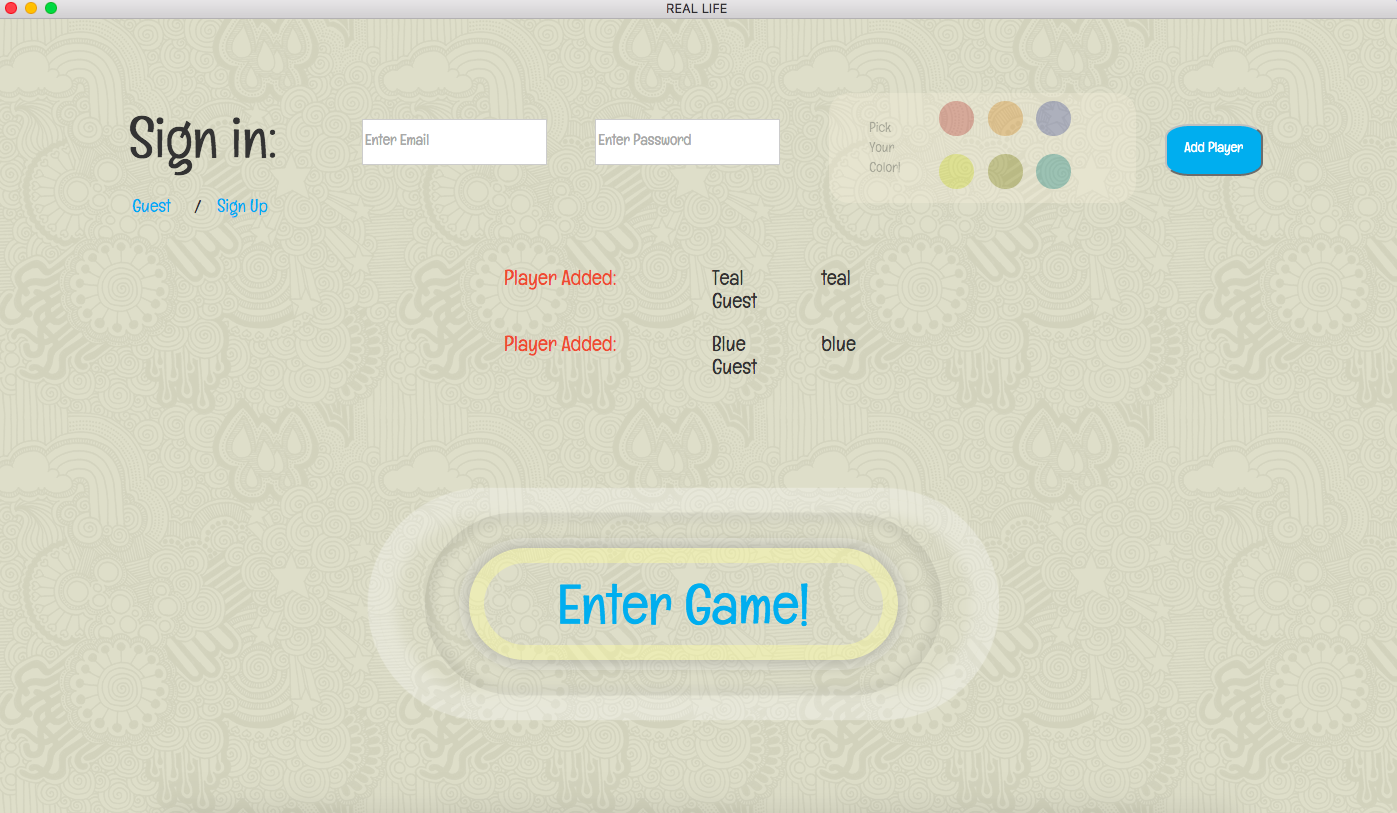 REAL LIFE
Sign in:
Enter Email
Enter Password
Pick
Your
Color!
Add Player
Guest / Sign Up
Player Added: Teal Guest teal
Player Added: Blue Guest blue
Enter Game!